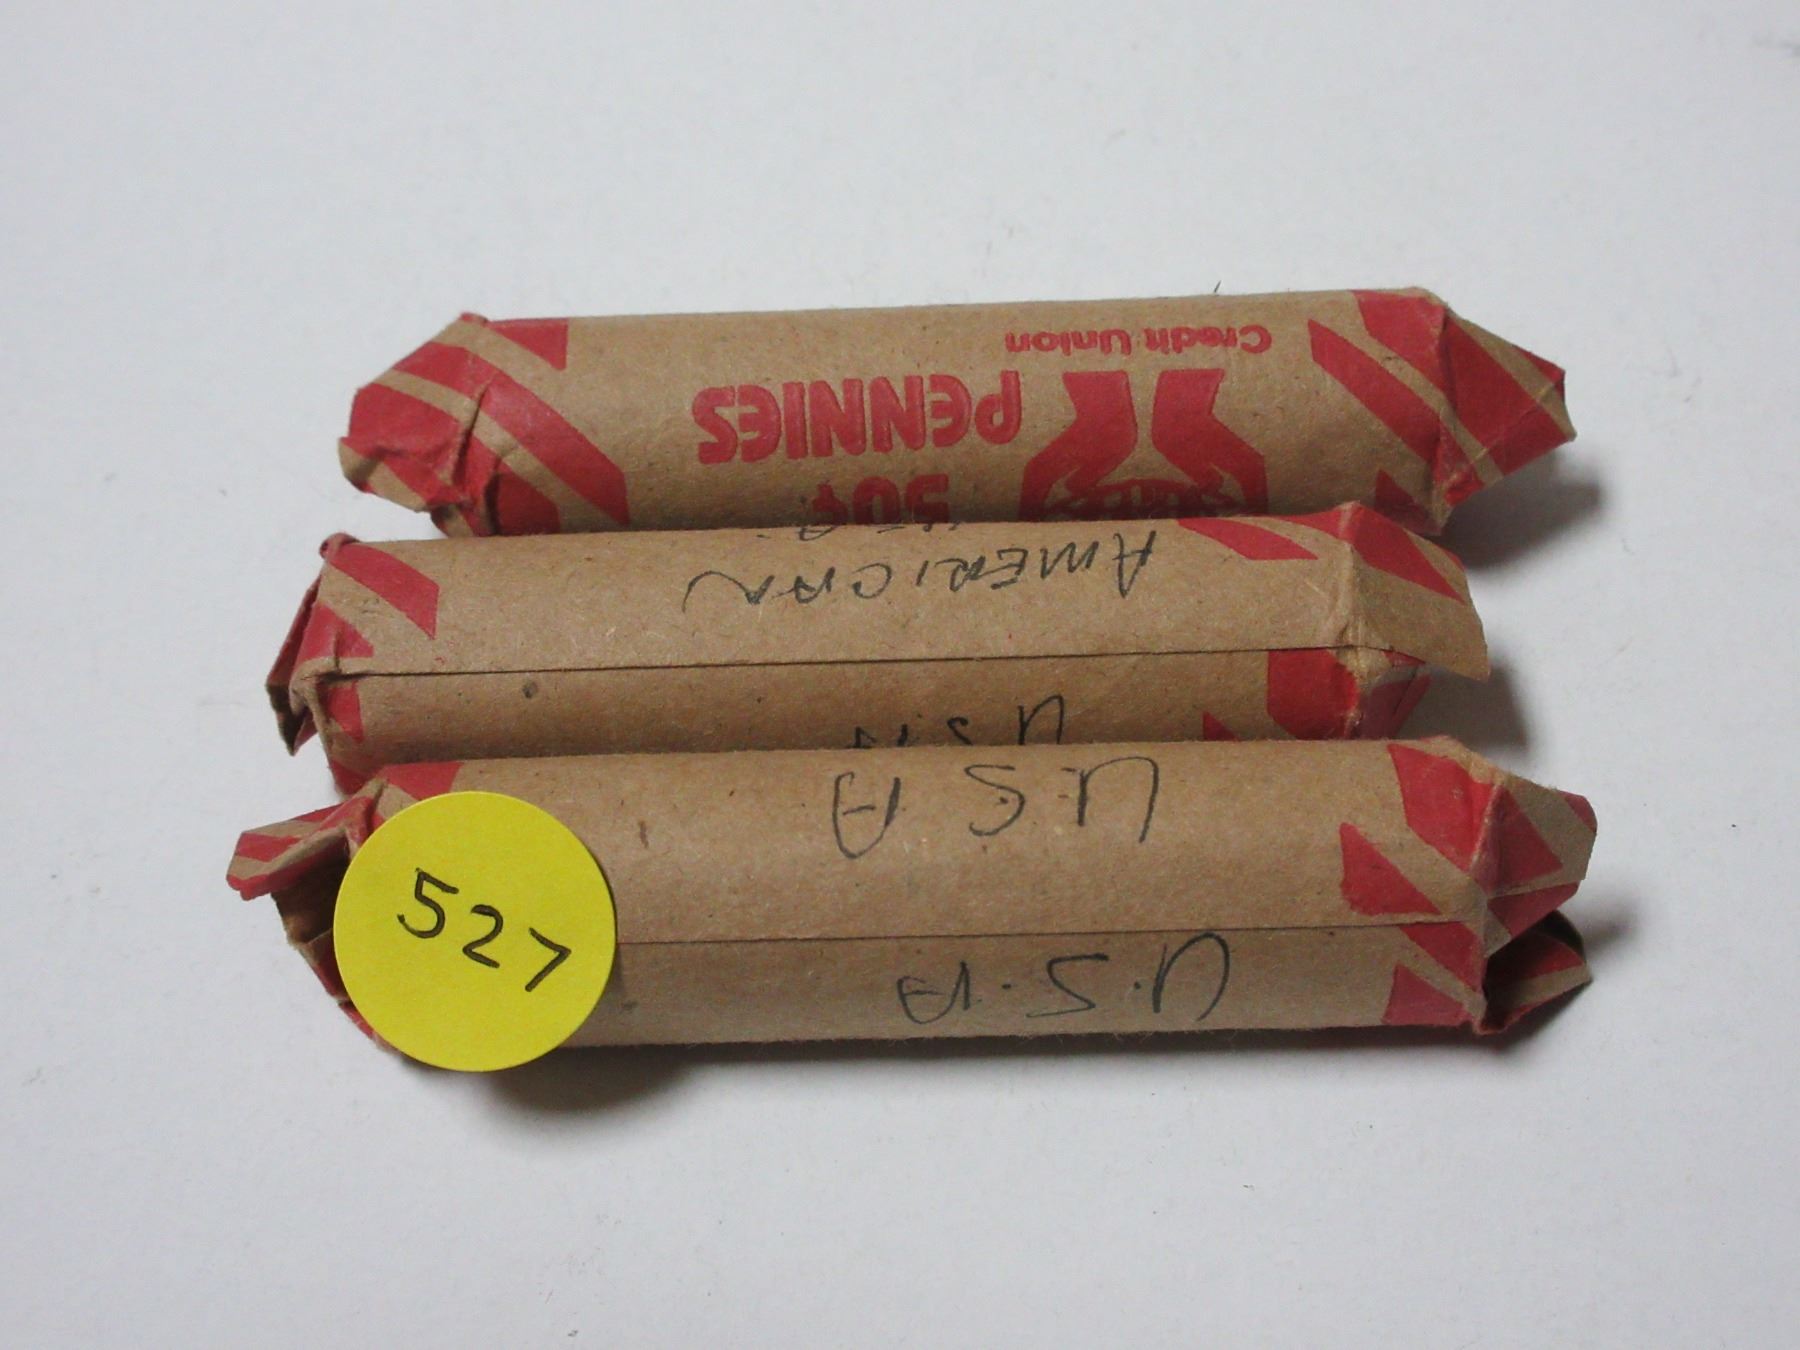 Credit Union
PENNIES
50¢
AMERICAN
U.S.A
U.S.A
U.S.A
527